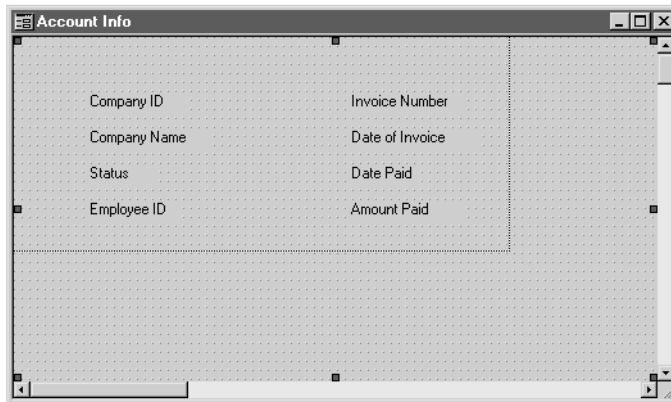 Account Info
Company ID Invoice Number
Company Name Date of Invoice
Status Date Paid
Employee ID Amount Paid